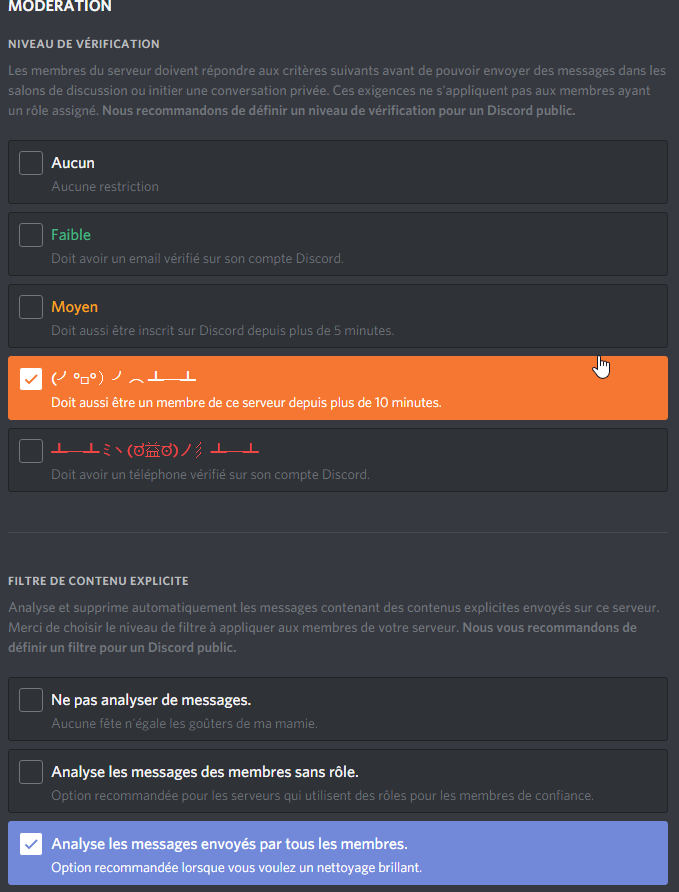 MODÉRATION
NIVEAU DE VÉRIFICATION
Les membres du serveur doivent répondre aux critères suivants avant de pouvoir envoyer des messages dans les
salons de discussion ou initier une conversation privée. Ces exigences ne s'appliquent pas aux membres ayant
un rôle assigné. Nous recommandons de définir un niveau de vérification pour un Discord public.
Aucun
Aucune restriction
Faible
Doit avoir un email vérifié sur son compte Discord.
Moyen
Doit aussi être inscrit sur Discord depuis plus de 5 minutes.
(╯°□°）╯︵ ┻━┻
Doit aussi être un membre de ce serveur depuis plus de 10 minutes.
┻━┻ミヽ(ಠ益ಠ)ノ彡┻━┻
Doit avoir un téléphone vérifié sur son compte Discord.
FILTRE DE CONTENU EXPLICITE
Analyse et supprime automatiquement les messages contenant des contenus explicites envoyés sur ce serveur.
Merci de choisir le niveau de filtre à appliquer aux membres de votre serveur. Nous vous recommandons de
définir un filtre pour un Discord public.
Ne pas analyser de messages.
Aucune fête n'égale les goûters de ma mamie.
Analyse les messages des membres sans rôle.
Option recommandée pour les serveurs qui utilisent des rôles pour les membres de confiance.
Analyse les messages envoyés par tous les membres.
Option recommandée lorsque vous voulez un nettoyage brillant.